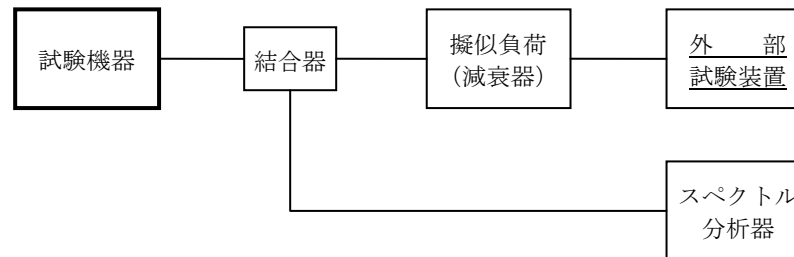 試験機器
結合器
擬似負荷
(減衰器)
外　　部
試験装置
スペクトル
分析器